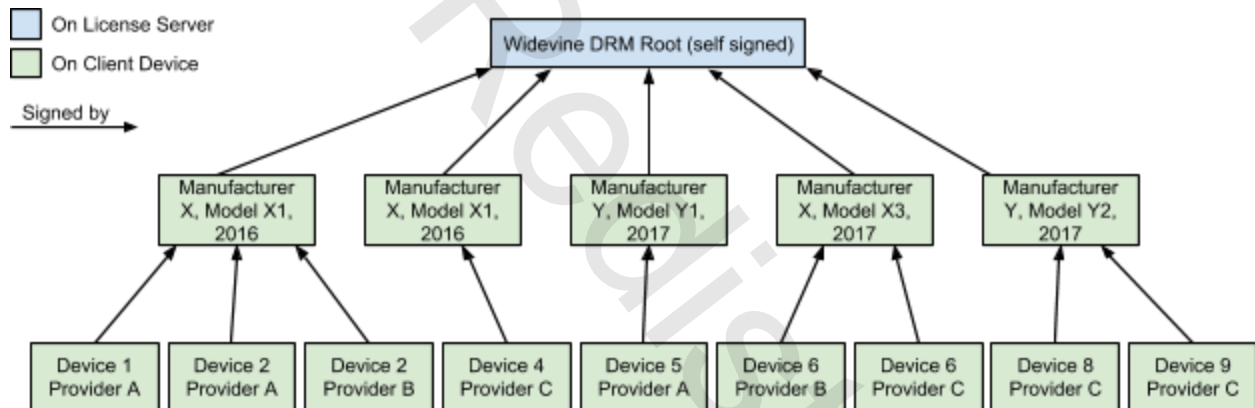 On License Server
On Client Device
Signed by
Widevine DRM Root (self signed)
Manufacturer
X, Model X1,
2016
Manufacturer
X, Model X1,
2016
Manufacturer
Y, Model Y1,
2017
Manufacturer
X, Model X3,
2017
Manufacturer
Y, Model Y2,
2017
Device 1
Provider A
Device 2
Provider A
Device 2
Provider B
Device 4
Provider C
Device 5
Provider A
Device 6
Provider B
Device 6
Provider C
Device 8
Provider C
Device 9
Provider C